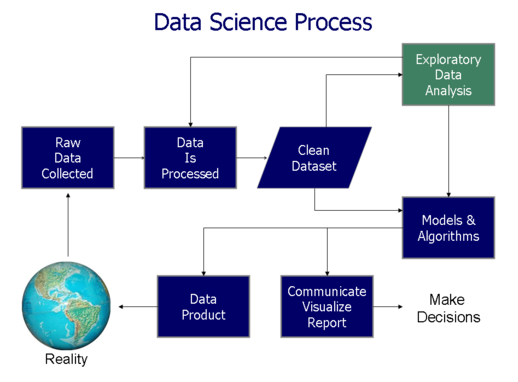 Data Science Process
Exploratory
Data
Analysis
Raw
Data
Collected
Data
Is
Processed
Clean
Dataset
Models &
Algorithms
Data
Product
Communicate
Visualize
Report
Make
Decisions
Reality